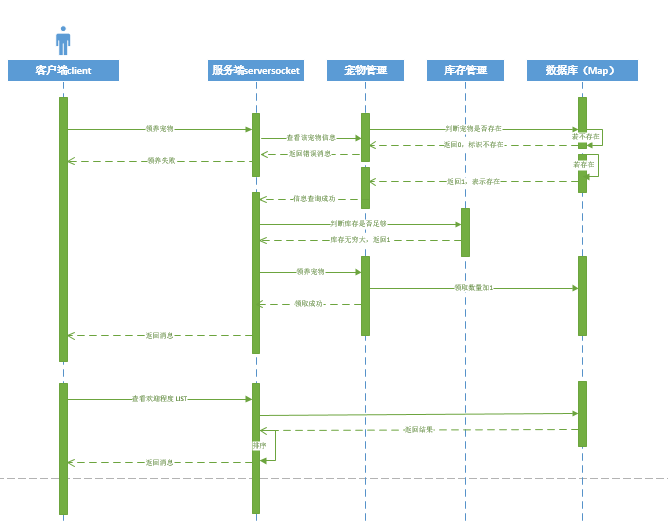 客户端client
服务端serversocket
宠物管理
库存管理
数据库（Map）
领养宠物
判断宠物是否存在
查看该宠物信息
若不存在
返回0，标识不存在
返回错误消息
领养失败
若存在
返回1，表示存在
信息查询成功
判断库存是否足够
库存无穷大，返回1
领养宠物
领取数量加1
领取成功
返回消息
查看欢迎程度 LIST
返回结果
排序
返回消息